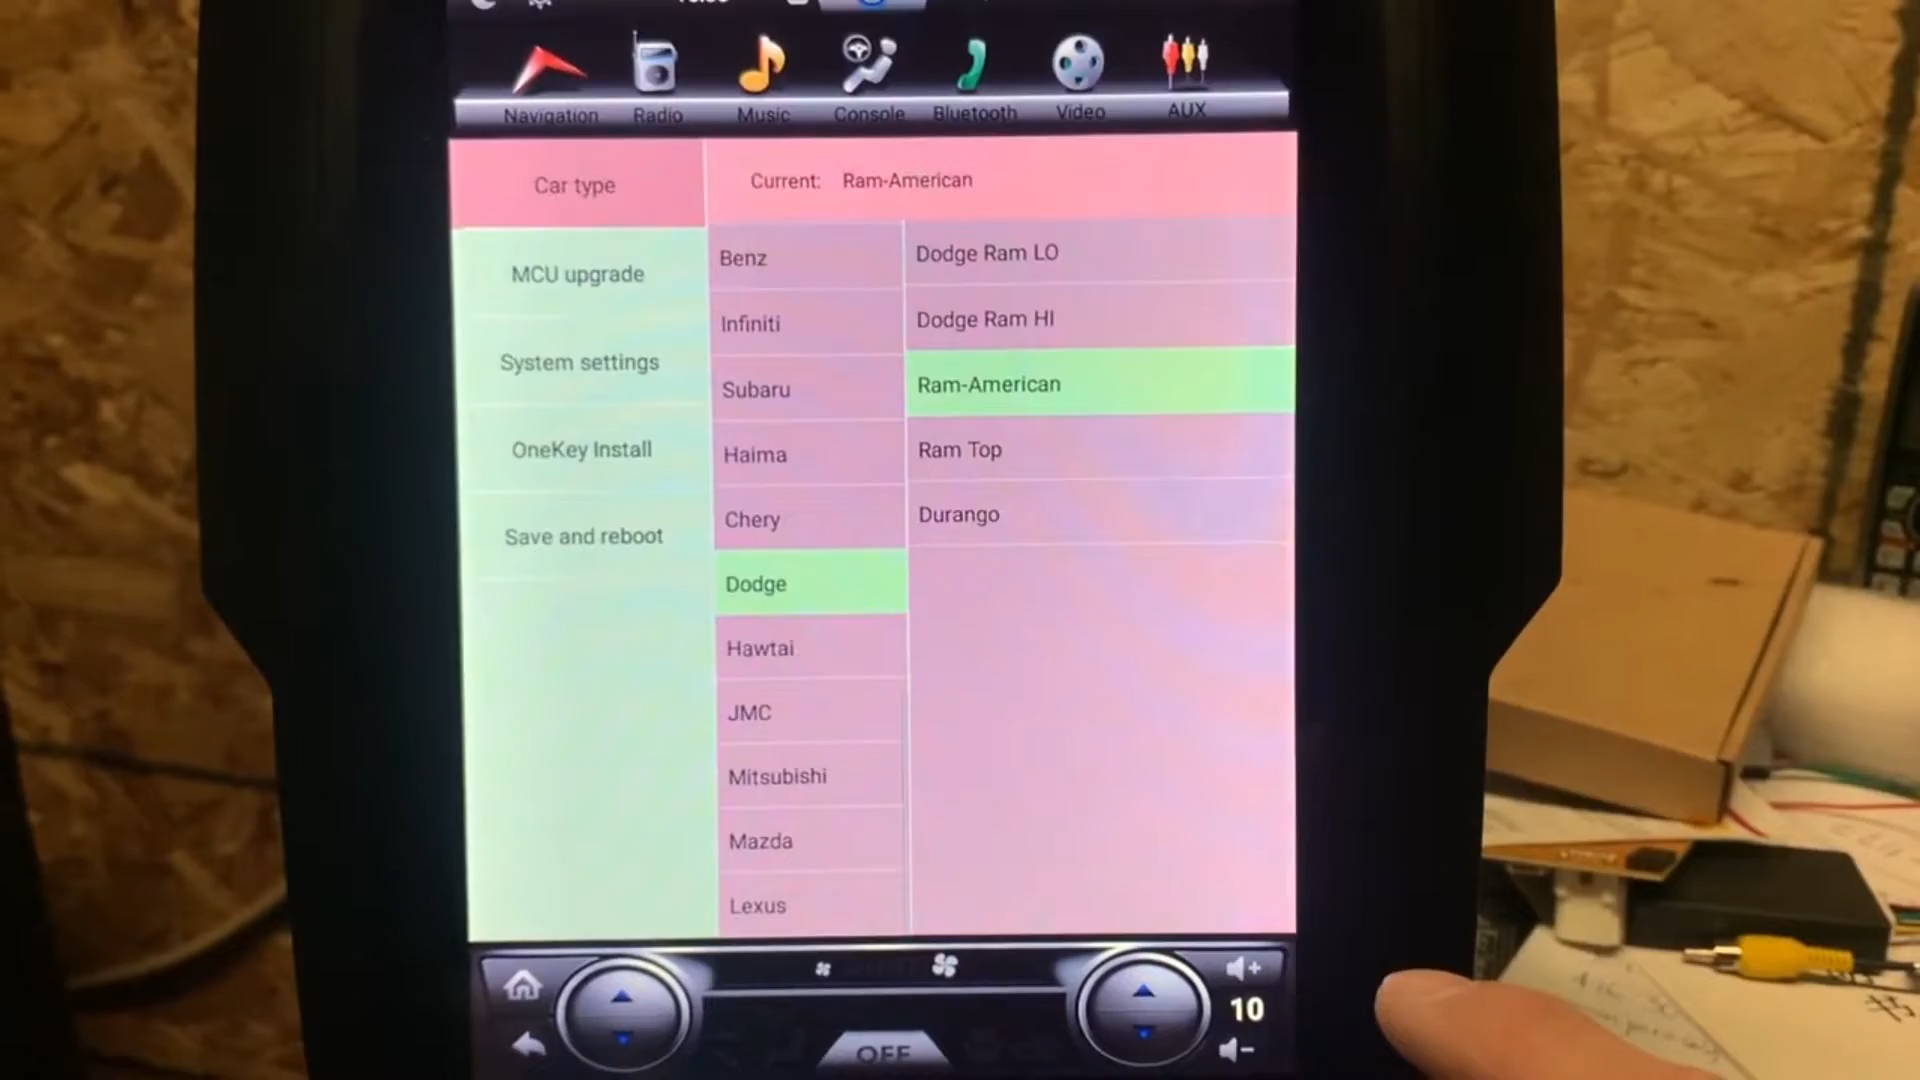 Navigation Radio Music Console Bluetooth Video AUX
Car type
Current: Ram-American
MCU upgrade
System settings
OneKey Install
Save and reboot
Benz
Infiniti
Subaru
Haima
Chery
Dodge
Hawtai
JMC
Mitsubishi
Mazda
Lexus
Dodge Ram LO
Dodge Ram HI
Ram-American
Ram Top
Durango
10
OFF